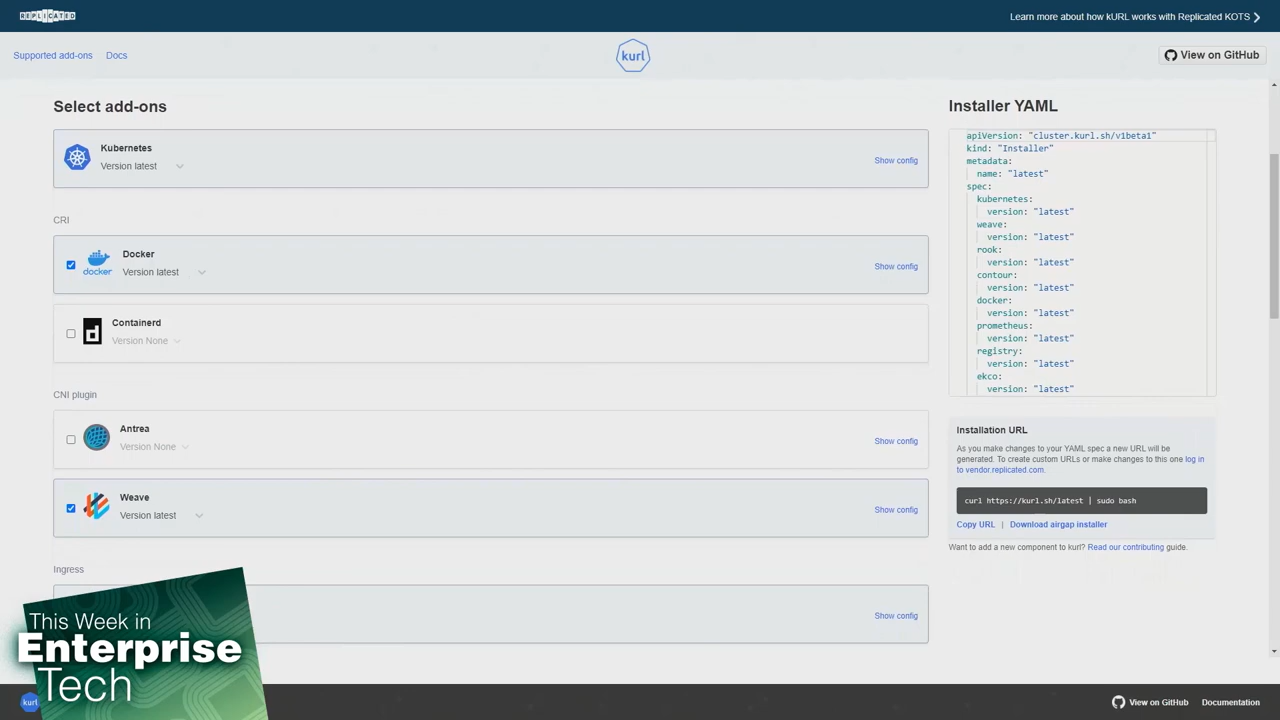 REPLICATED
Learn more about how kURL works with Replicated KOTS
Supported add-ons
Docs
kurl
View on GitHub
Select add-ons
Kubernetes
Version latest
Show config
CRI
docker
Docker
Version latest
Show config
Containerd
Version None
CNI plugin
Antrea
Version None
Show config
Weave
Version latest
Show config
Ingress
Show config
Installer YAML
apiVersion: "cluster.kurl.sh/v1beta1"
kind: "Installer"
metadata:
name: "latest"
spec:
kubernetes:
version: "latest"
weave:
version: "latest"
rook:
version: "latest"
contour:
version: "latest"
docker:
version: "latest"
prometheus:
version: "latest"
registry:
version: "latest"
ekco:
version: "latest"
Installation URL
As you make changes to your YAML spec a new URL will be
generated. To create custom URLs or make changes to this one log in
to vendor.replicated.com.
curl https://kurl.sh/latest | sudo bash
Copy URL | Download airgap installer
Want to add a new component to kurl? Read our contributing guide.
This Week in
Enterprise
Tech
kurl
View on GitHub
Documentation